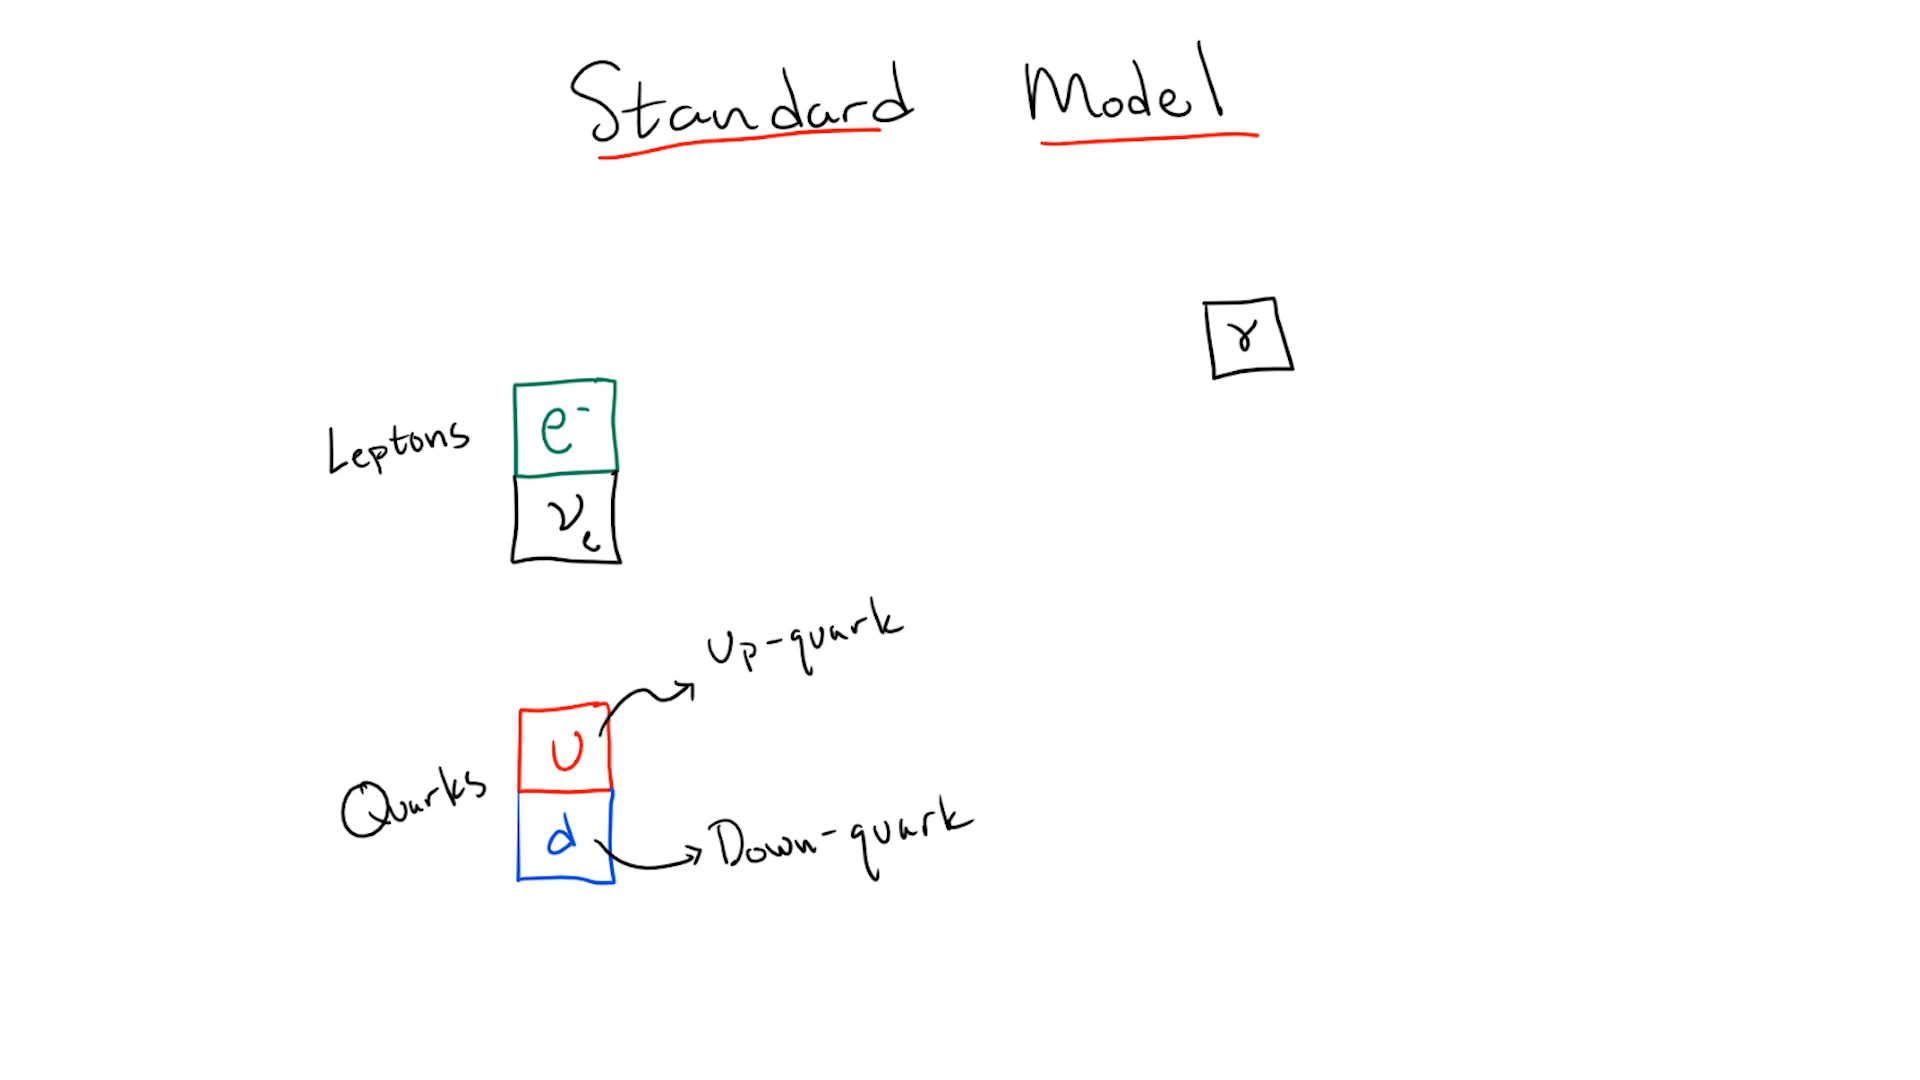 Standard Model
γ
Leptons
e⁻
νₑ
Up-quark
Quarks
u
d
Down-quark